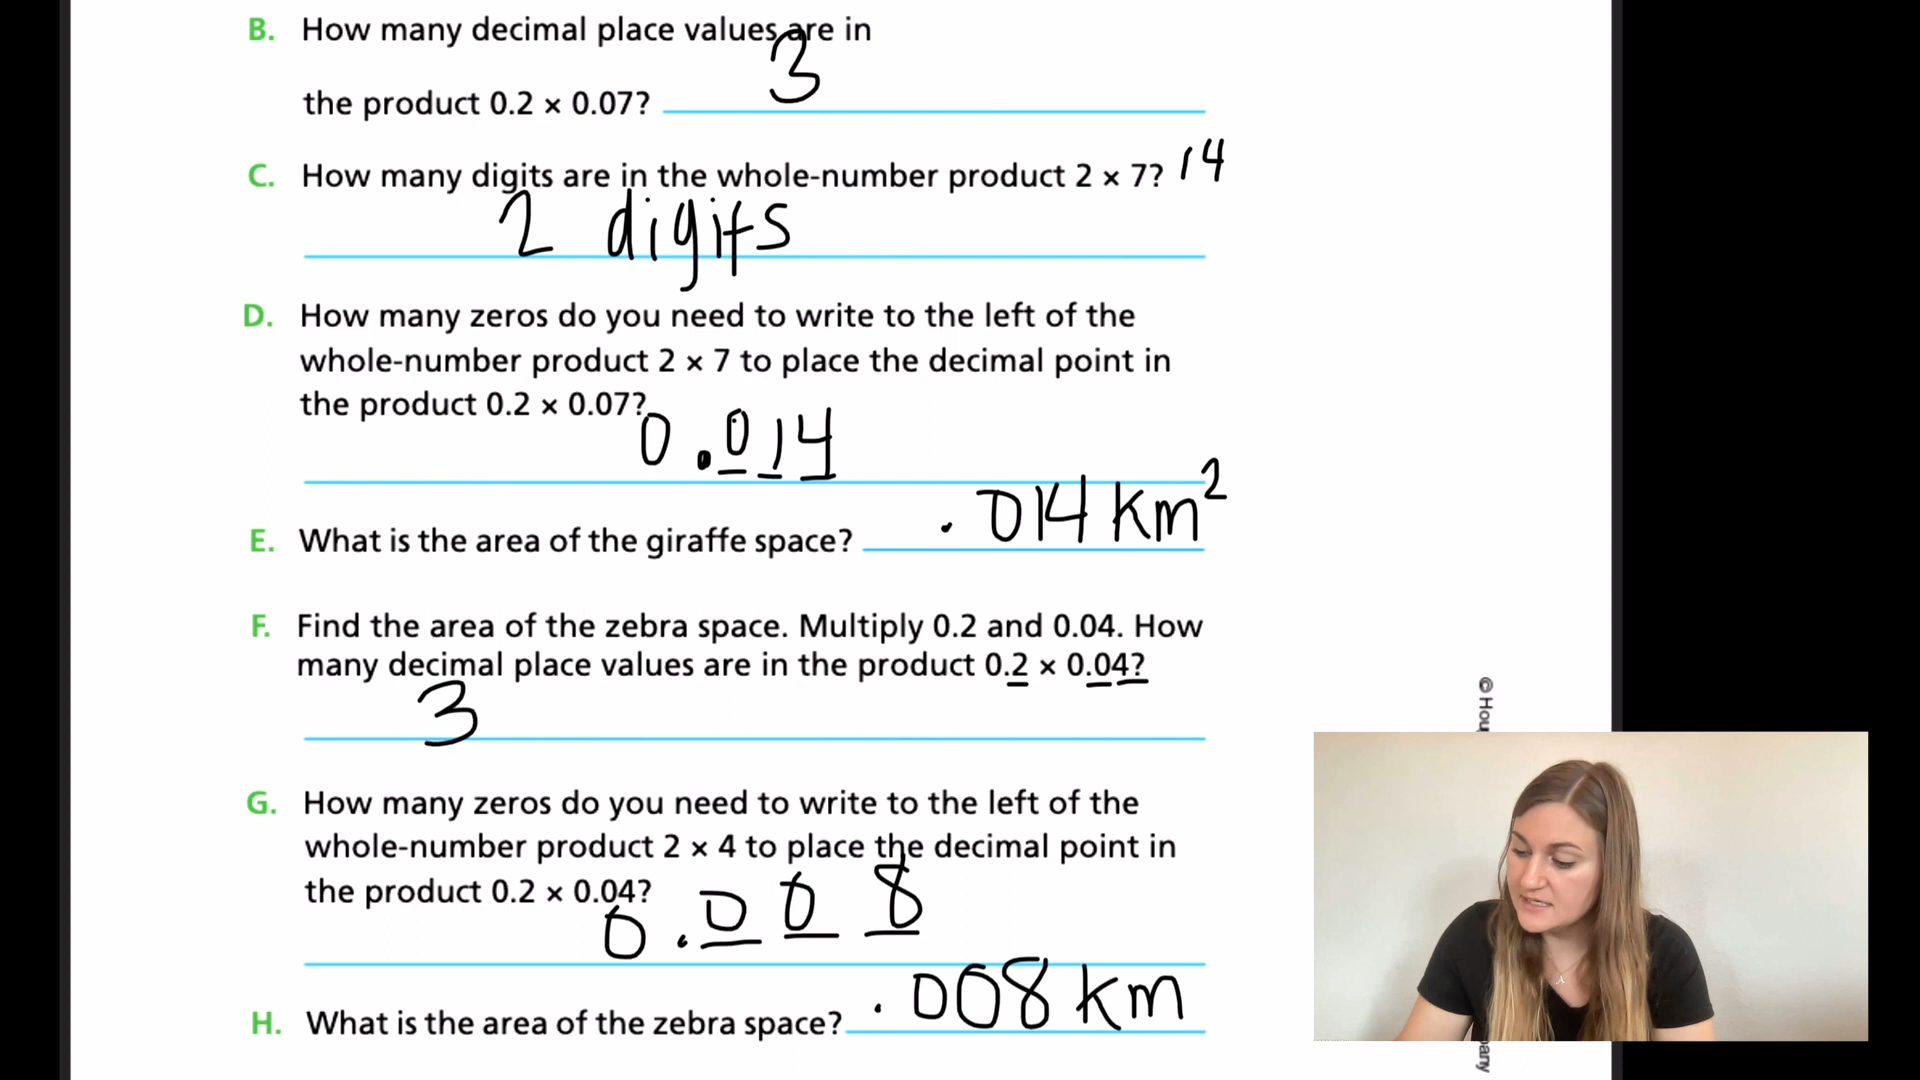 B. How many decimal place values are in
the product 0.2 × 0.07? 3
C. How many digits are in the whole-number product 2 × 7? 14
2 digits
D. How many zeros do you need to write to the left of the
whole-number product 2 × 7 to place the decimal point in
the product 0.2 × 0.07?
0.014
E. What is the area of the giraffe space? .014 km²
F. Find the area of the zebra space. Multiply 0.2 and 0.04. How
many decimal place values are in the product 0.2 × 0.04?
3
G. How many zeros do you need to write to the left of the
whole-number product 2 × 4 to place the decimal point in
the product 0.2 × 0.04?
0.008
H. What is the area of the zebra space? .008 km
©